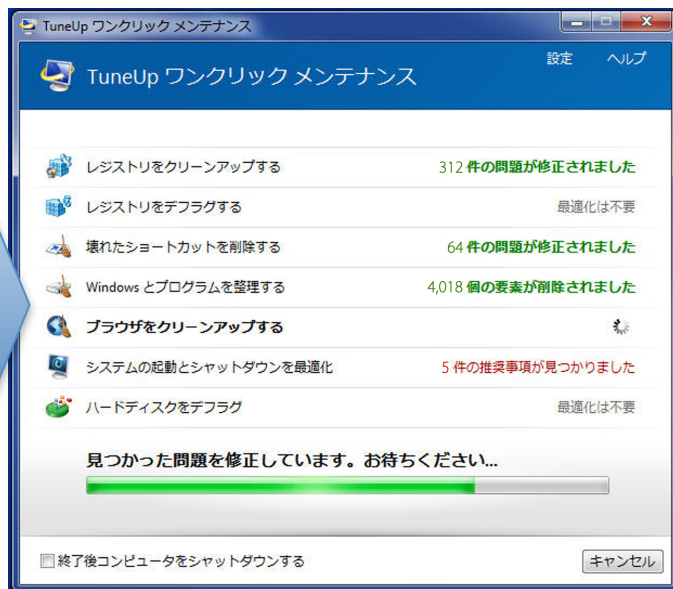 TuneUp ワンクリック メンテナンス
設定 ヘルプ
TuneUp ワンクリック メンテナンス
レジストリをクリーンアップする 312 件の問題が修正されました
レジストリをデフラグする 最適化は不要
壊れたショートカットを削除する 64 件の問題が修正されました
Windows とプログラムを整理する 4,018 個の要素が削除されました
ブラウザをクリーンアップする
システムの起動とシャットダウンを最適化 5 件の推奨事項が見つかりました
ハードディスクをデフラグ 最適化は不要
見つかった問題を修正しています。お待ちください...
終了後コンピュータをシャットダウンする キャンセル